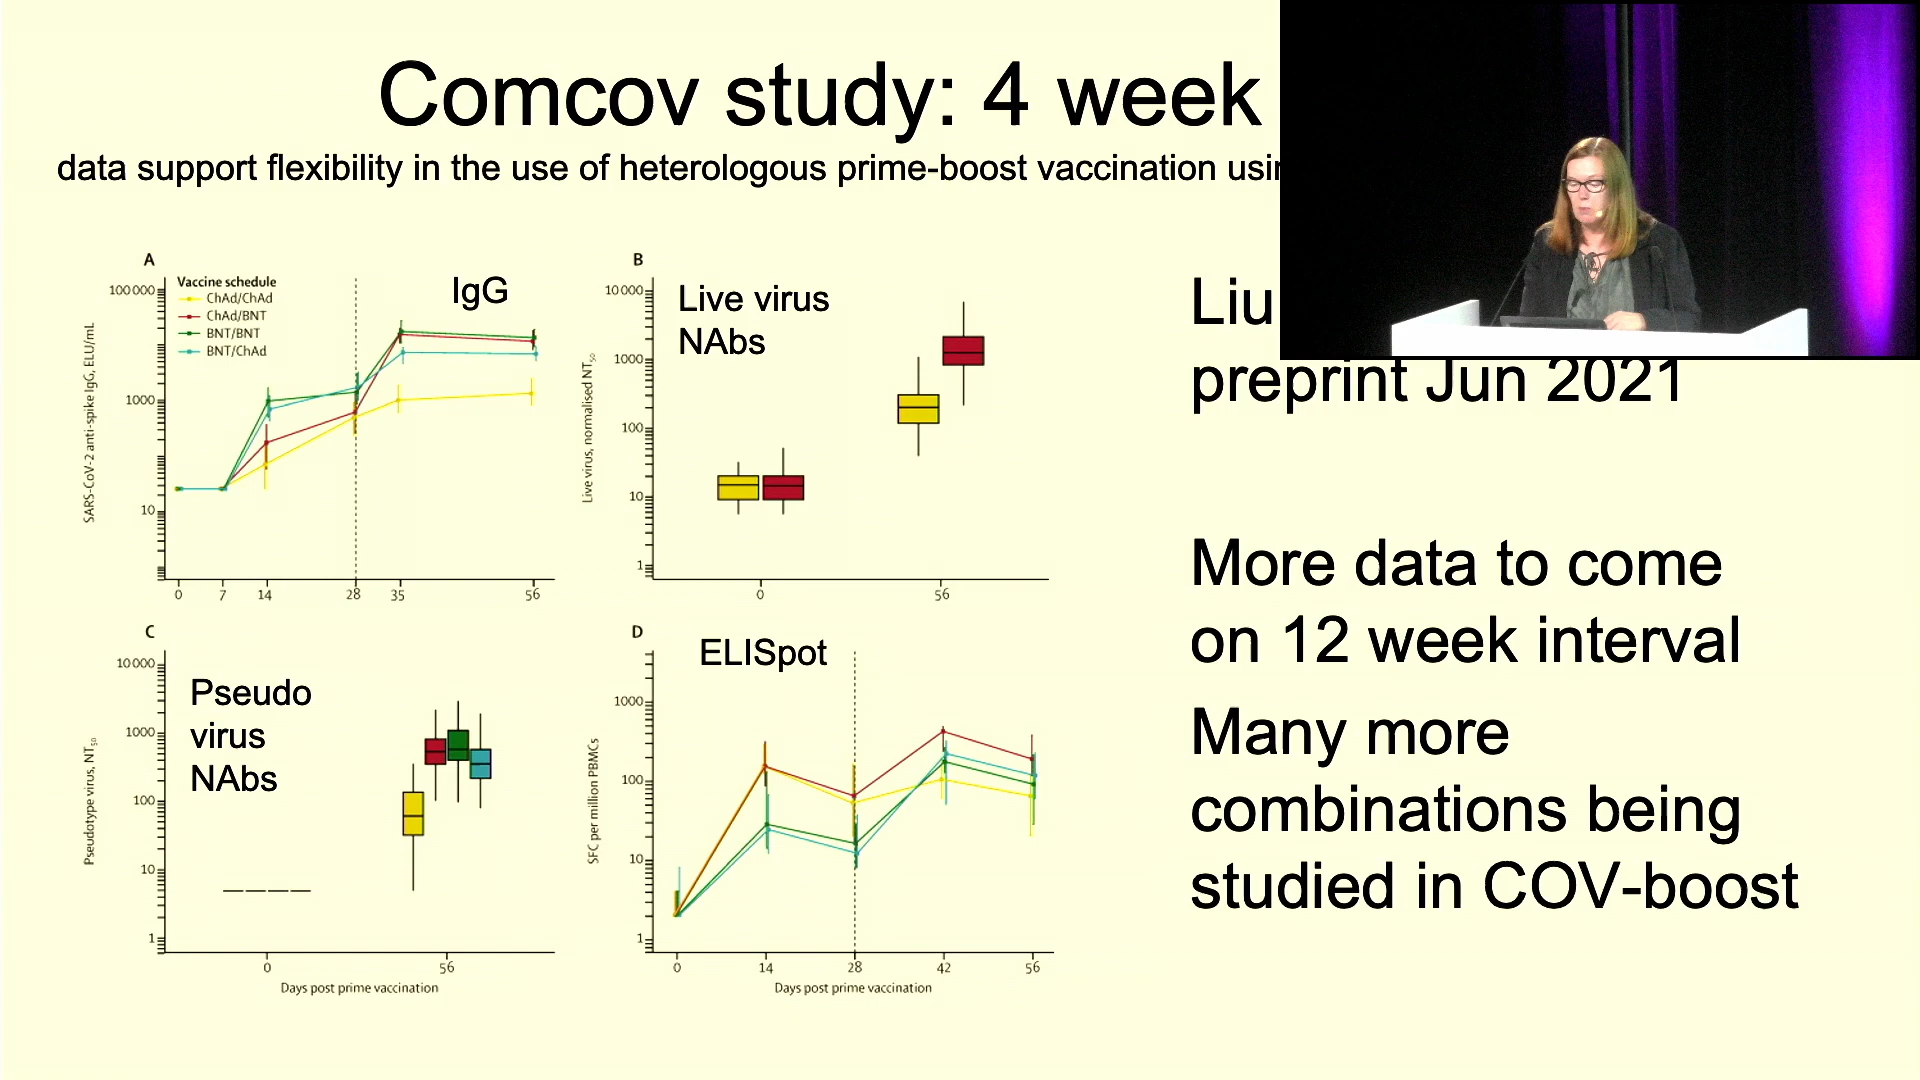 Comcov study: 4 week
data support flexibility in the use of heterologous prime-boost vaccination
A
Vaccine schedule
ChAd/ChAd
ChAd/BNT
BNT/BNT
BNT/ChAd
IgG
SARS-CoV-2 anti-spike IgG, ELU/mL
100 000
1000
10
0 7 14 28 35 56
B
Live virus
NAbs
Live virus, normalised NT50
10 000
1000
100
10
1
0 56
C
Pseudo
virus
NAbs
Pseudotype virus, NT50
10 000
1000
100
10
1
0 56
Days post prime vaccination
D
ELISpot
SFC per million PBMCs
1000
100
10
1
0 14 28 42 56
Days post prime vaccination
Liu
preprint Jun 2021
More data to come
on 12 week interval
Many more
combinations being
studied in COV-boost